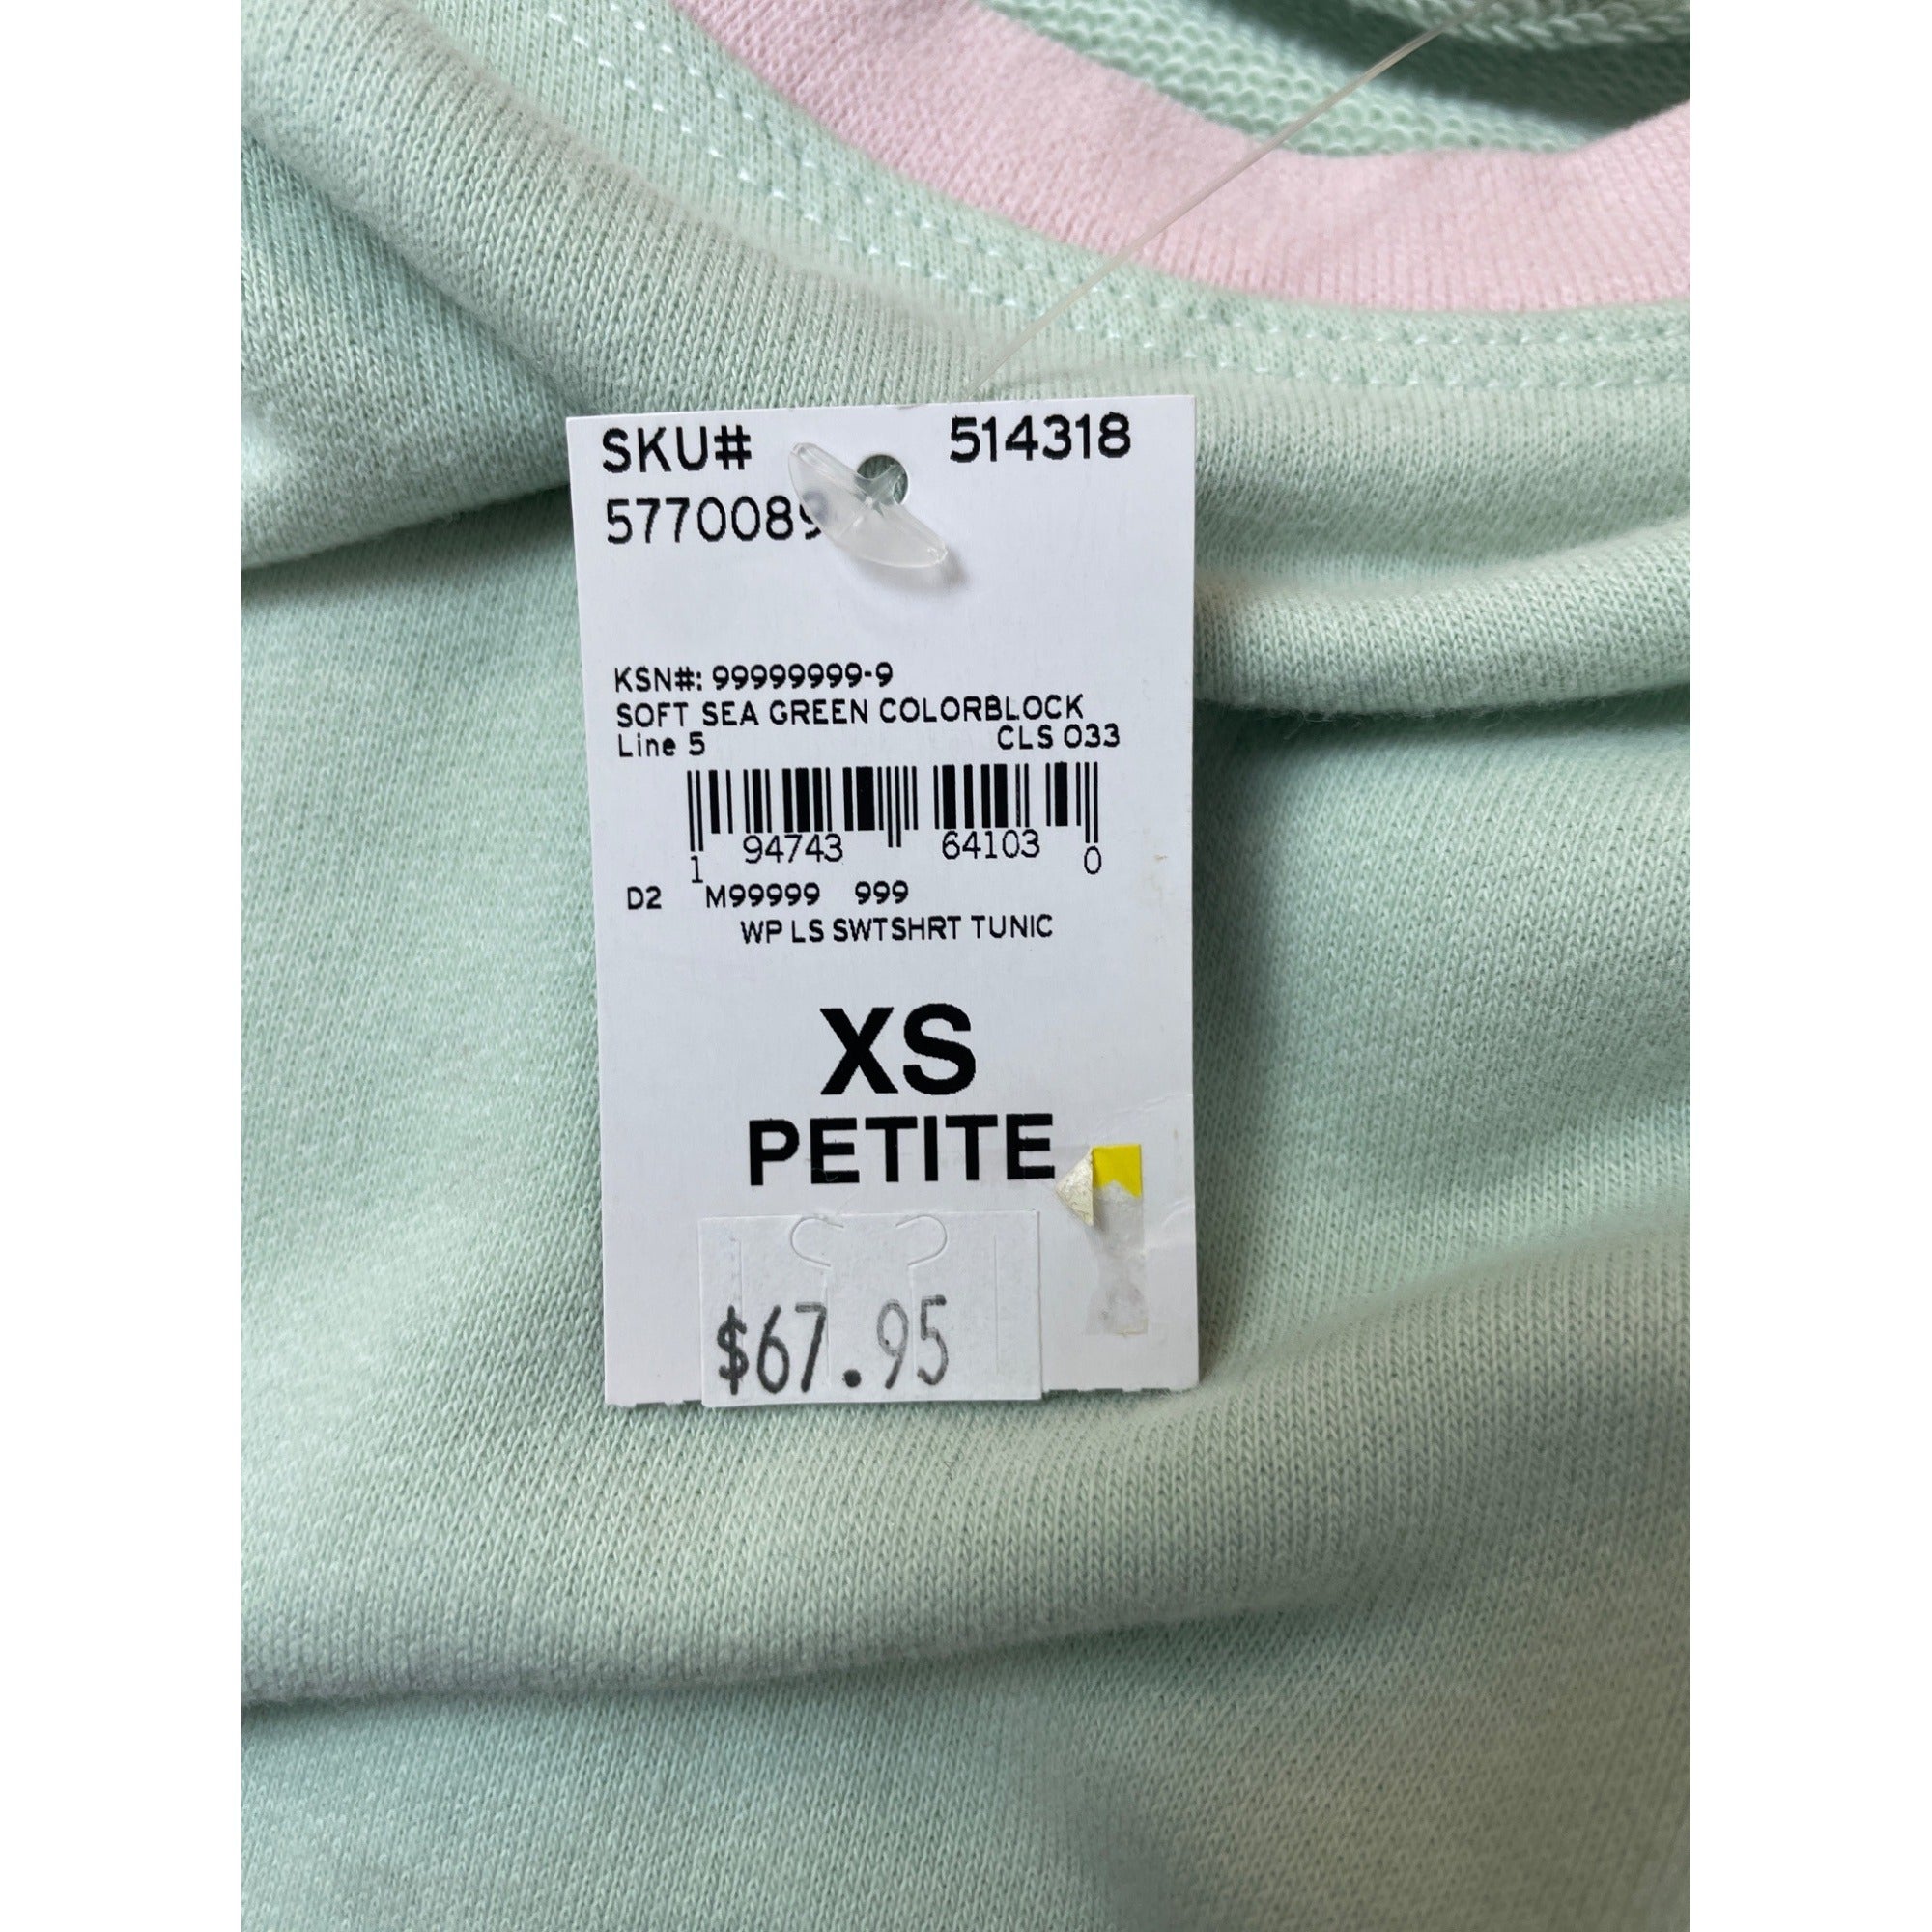 SKU# 514318
5770089
KSN#: 99999999-9
SOFT SEA GREEN COLORBLOCK
Line 5 CLS 033
1 94743 64103 0
D2 M99999 999
WP LS SWTSHRT TUNIC
XS
PETITE
$67.95